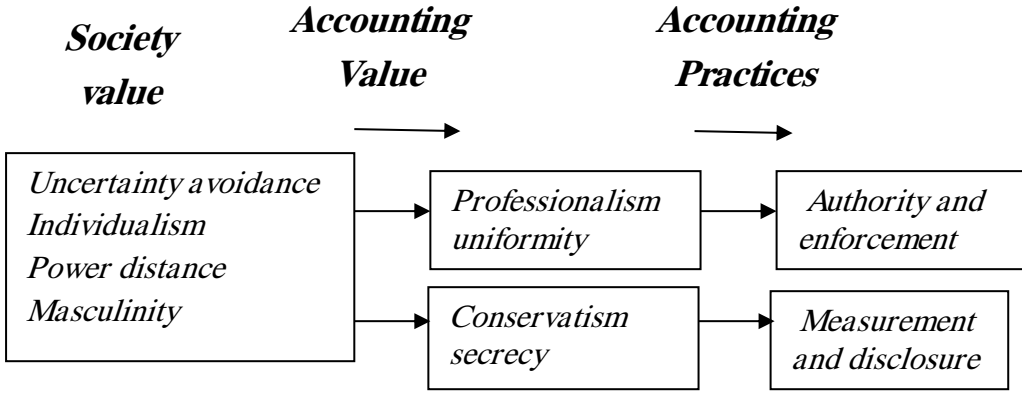 Society
value
Accounting
Value
Accounting
Practices
Uncertainty avoidance
Individualism
Power distance
Masculinity
Professionalism
uniformity
Authority and
enforcement
Conservatism
secrecy
Measurement
and disclosure